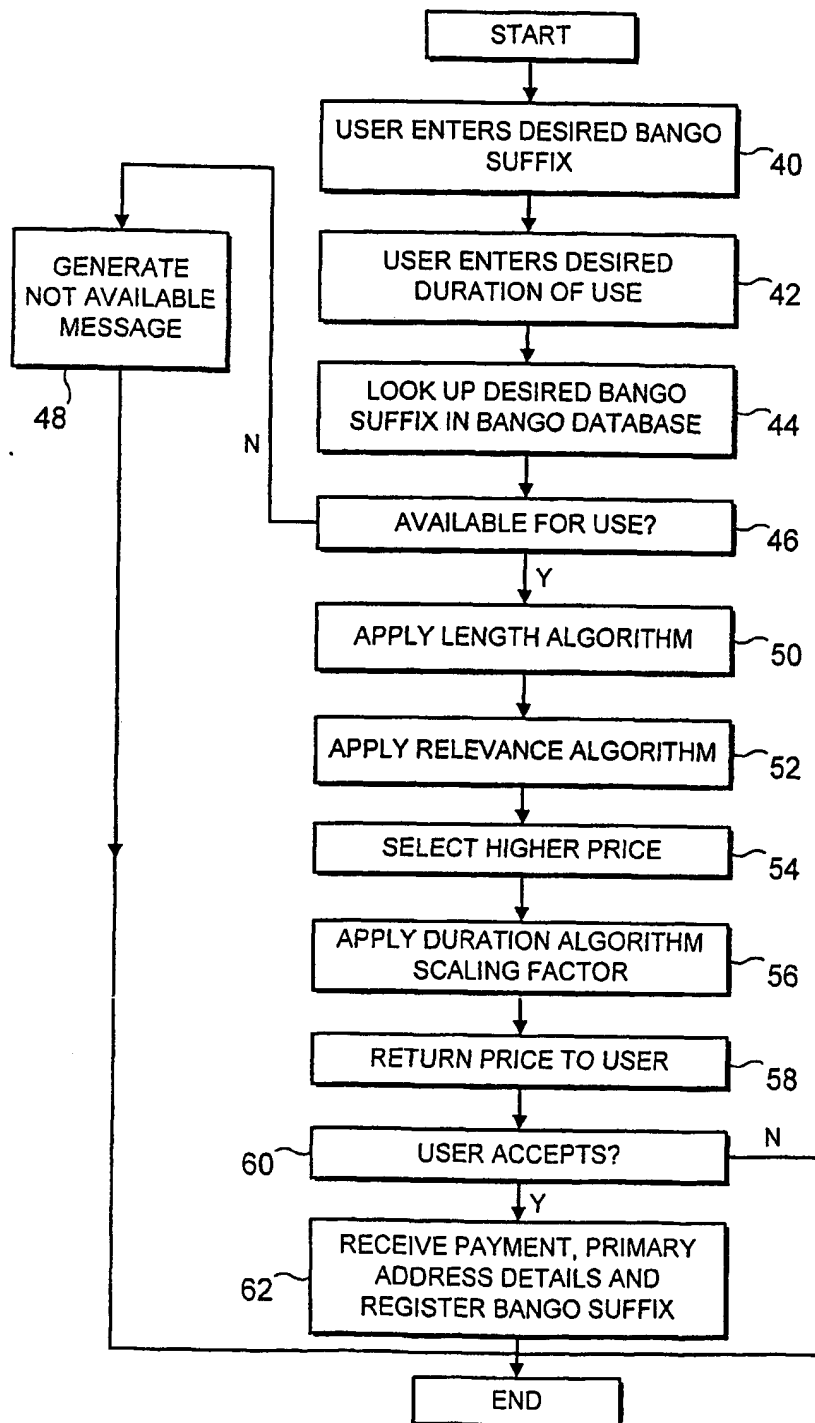 START
USER ENTERS DESIRED BANGO
SUFFIX
40
USER ENTERS DESIRED
DURATION OF USE
42
GENERATE
NOT AVAILABLE
MESSAGE
48
LOOK UP DESIRED BANGO
SUFFIX IN BANGO DATABASE
44
N
AVAILABLE FOR USE?
46
Y
APPLY LENGTH ALGORITHM
50
APPLY RELEVANCE ALGORITHM
52
SELECT HIGHER PRICE
54
APPLY DURATION ALGORITHM
SCALING FACTOR
56
RETURN PRICE TO USER
58
60
USER ACCEPTS?
N
Y
62
RECEIVE PAYMENT, PRIMARY
ADDRESS DETAILS AND
REGISTER BANGO SUFFIX
END